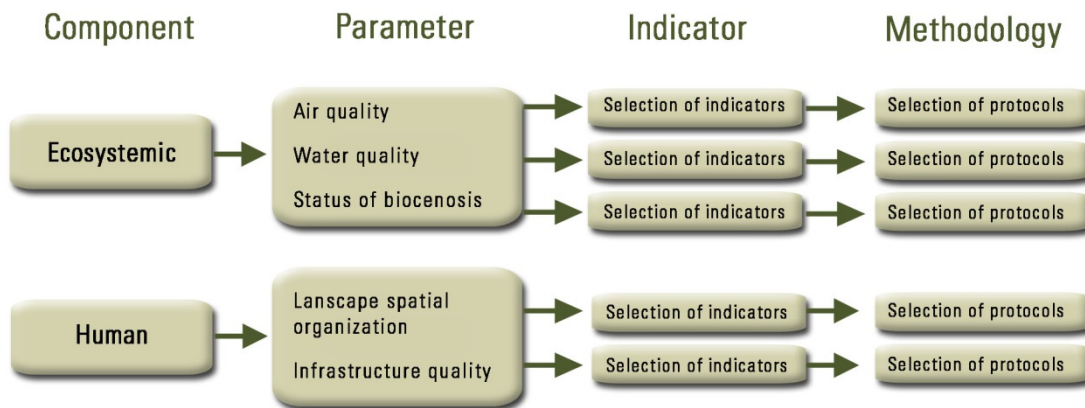 Component Parameter Indicator Methodology
Ecosystemic
Air quality
Selection of indicators
Selection of protocols
Water quality
Selection of indicators
Selection of protocols
Status of biocenosis
Selection of indicators
Selection of protocols
Human
Lanscape spatial
organization
Selection of indicators
Selection of protocols
Infrastructure quality
Selection of indicators
Selection of protocols